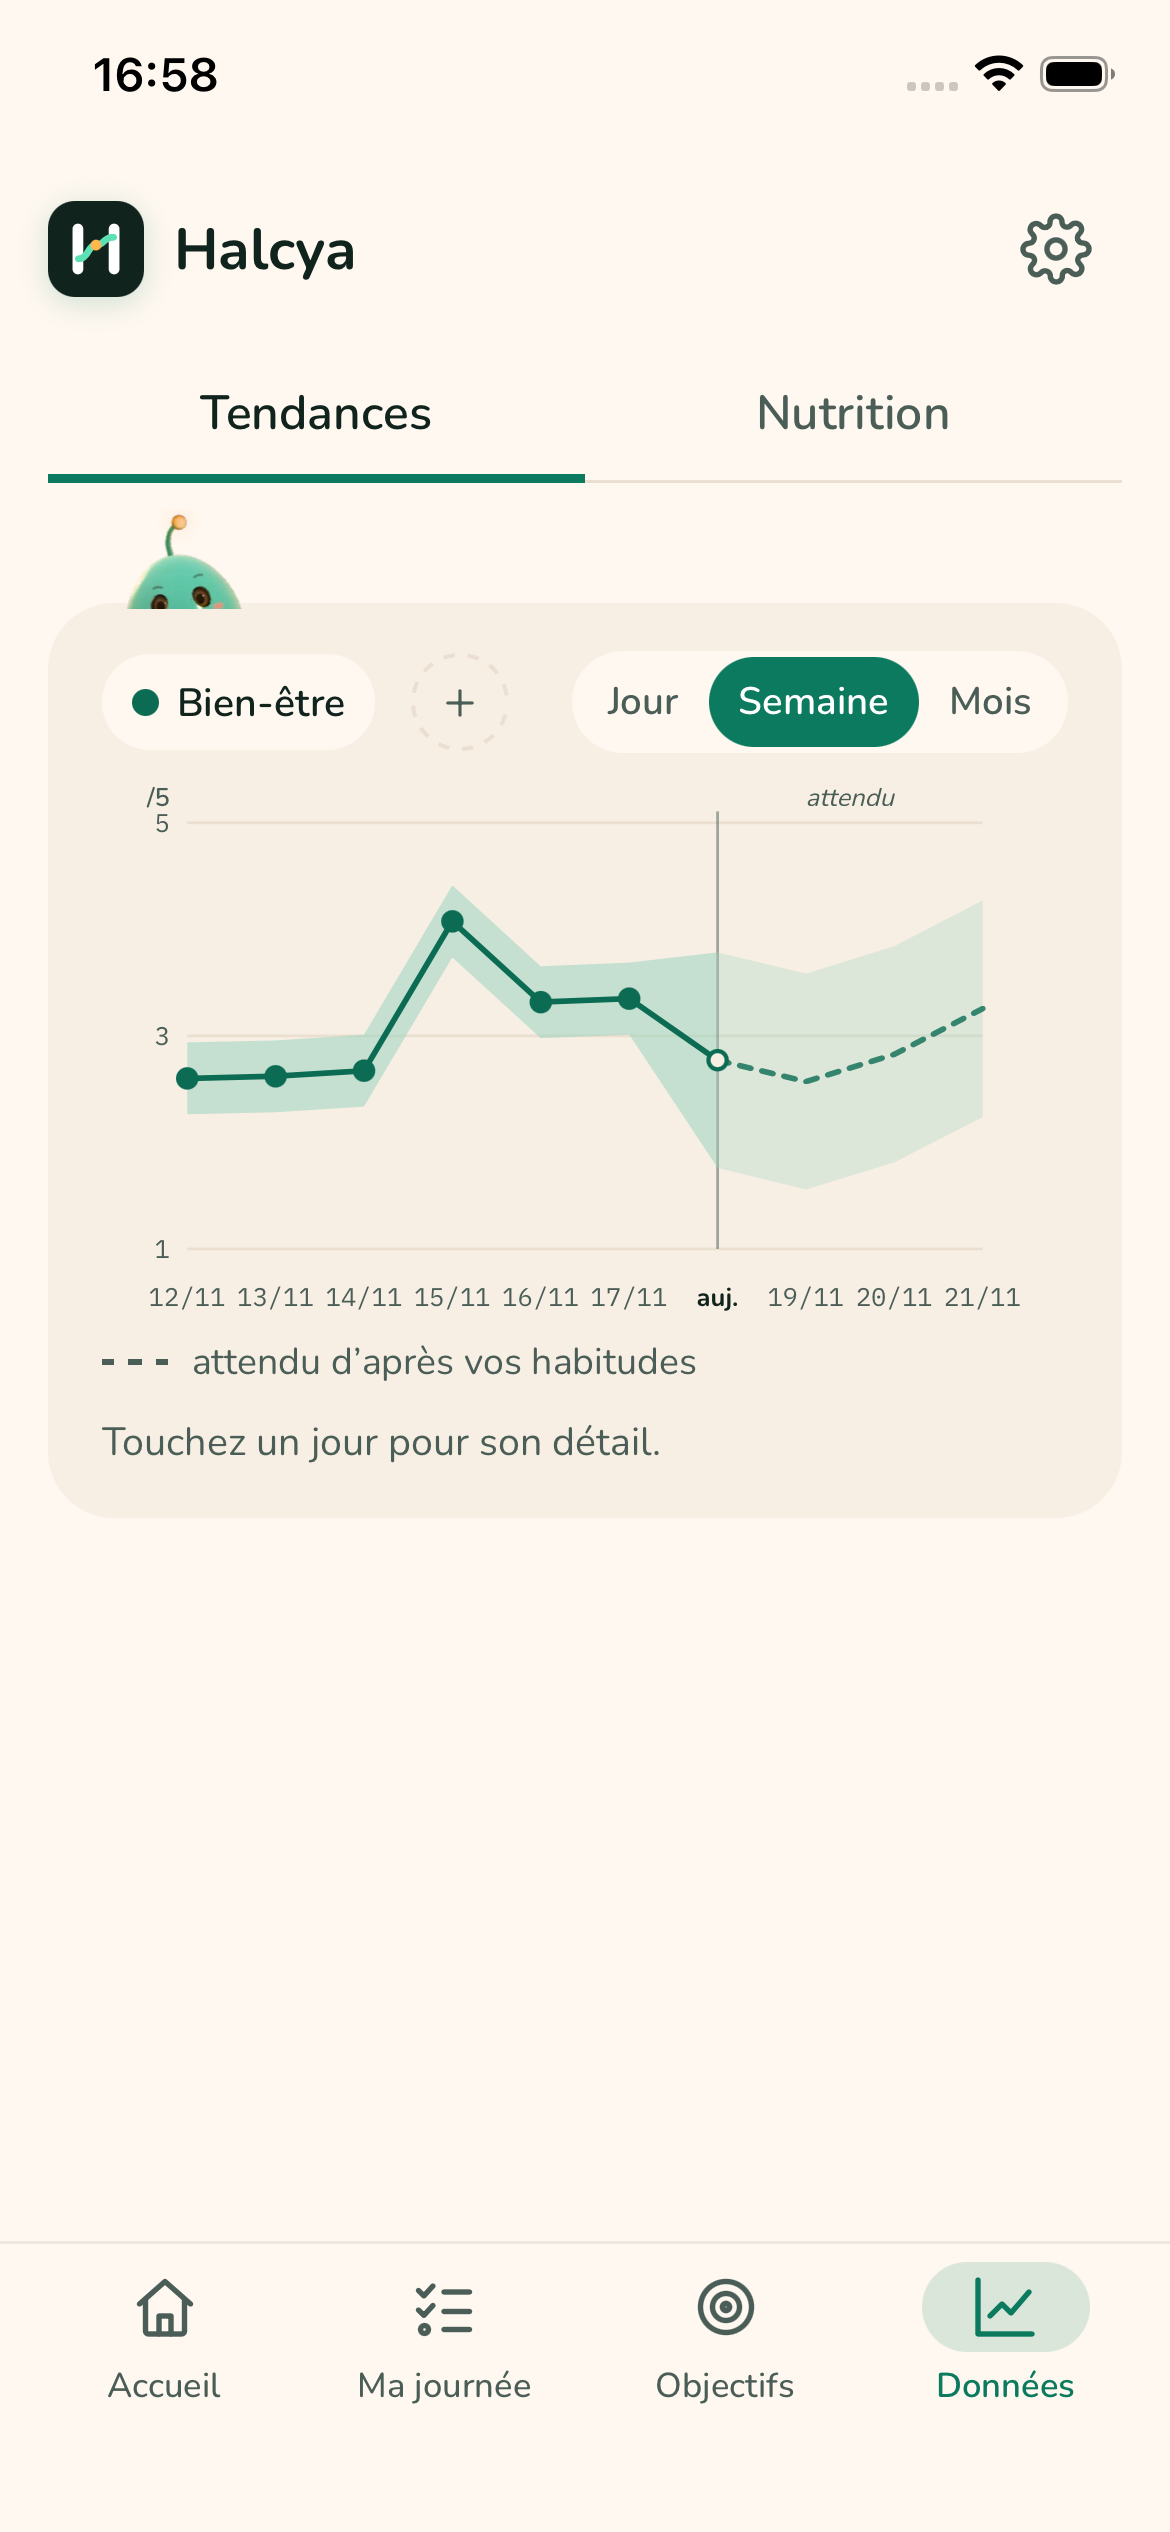 16:58
Halcya
Tendances Nutrition
Bien-être + Jour Semaine Mois
/5 attendu
5
3
1
12/11 13/11 14/11 15/11 16/11 17/11 auj. 19/11 20/11 21/11
attendu d’après vos habitudes
Touchez un jour pour son détail.
Accueil Ma journée Objectifs Données